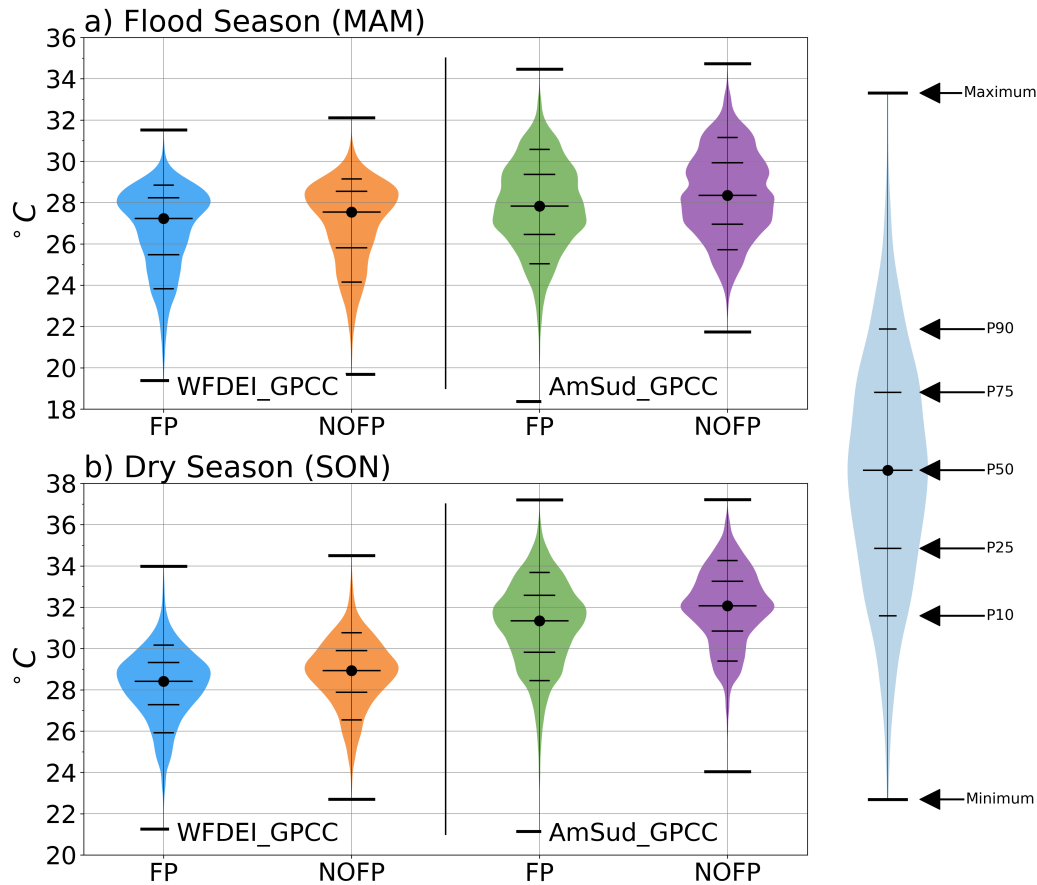 a) Flood Season (MAM)
36
34
32
30
28
26
24
22
20
18
°C
WFDEI_GPCC
AmSud_GPCC
FP
NOFP
FP
NOFP
b) Dry Season (SON)
38
36
34
32
30
28
26
24
22
20
°C
WFDEI_GPCC
AmSud_GPCC
FP
NOFP
FP
NOFP
Maximum
P90
P75
P50
P25
P10
Minimum